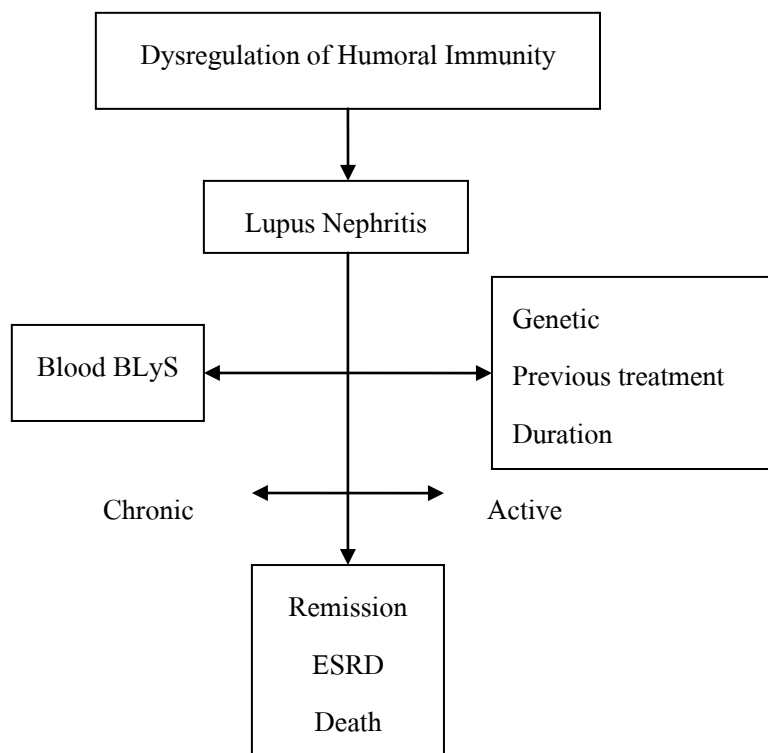 Dysregulation of Humoral Immunity
Lupus Nephritis
Blood BLyS
Genetic
Previous treatment
Duration
Chronic
Active
Remission
ESRD
Death